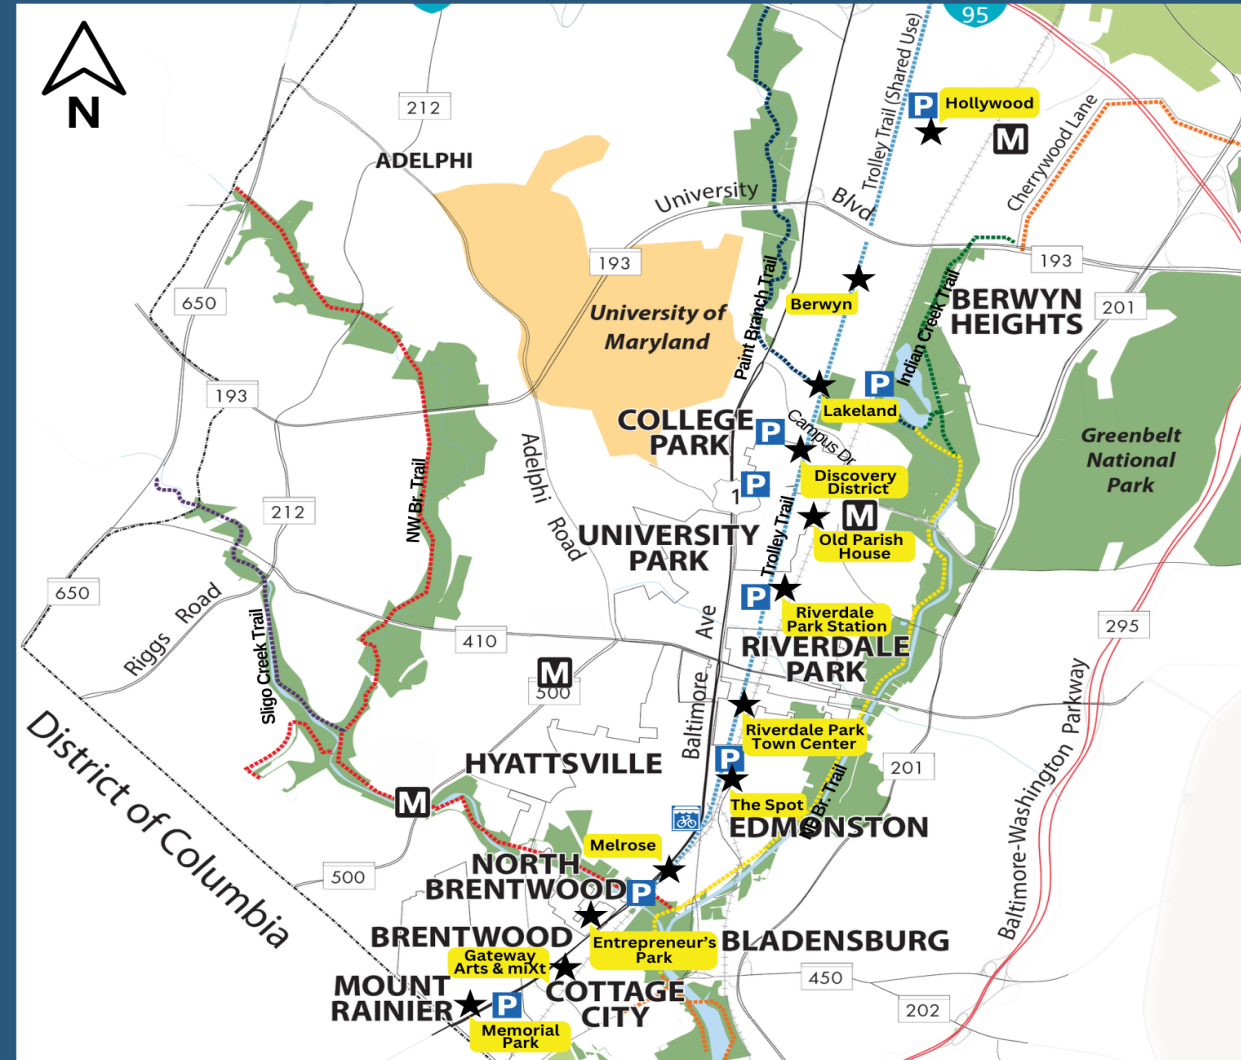 95
Trolley Trail (Shared Use)
P
Hollywood
M
212
N
ADELPHI
Cherrywood Lane
University
Blvd
193
193
650
201
Paint Branch Trail
Indian Creek Trail
Berwyn
BERWYN
HEIGHTS
University of
Maryland
193
P
Lakeland
COLLEGE
PARK
P
Campus Dr
Greenbelt
National
Park
Discovery
District
P
1
Adelphi Road
NW Br. Trail
212
Trolley Trail
M
Old Parish
House
UNIVERSITY
PARK
650
Riggs Road
Sligo Creek Trail
P
Riverdale
Park Station
Ave
295
410
RIVERDALE
PARK
M
500
Baltimore
Riverdale Park
Town Center
Baltimore-Washington Parkway
District of Columbia
HYATTSVILLE
P
201
M
The Spot
NE Br. Trail
EDMONSTON
Melrose
500
NORTH
BRENTWOOD
P
BRENTWOOD
Entrepreneur's
Park
BLADENSBURG
Gateway
Arts & miXt
450
MOUNT
RAINIER
P
COTTAGE
CITY
202
Memorial
Park